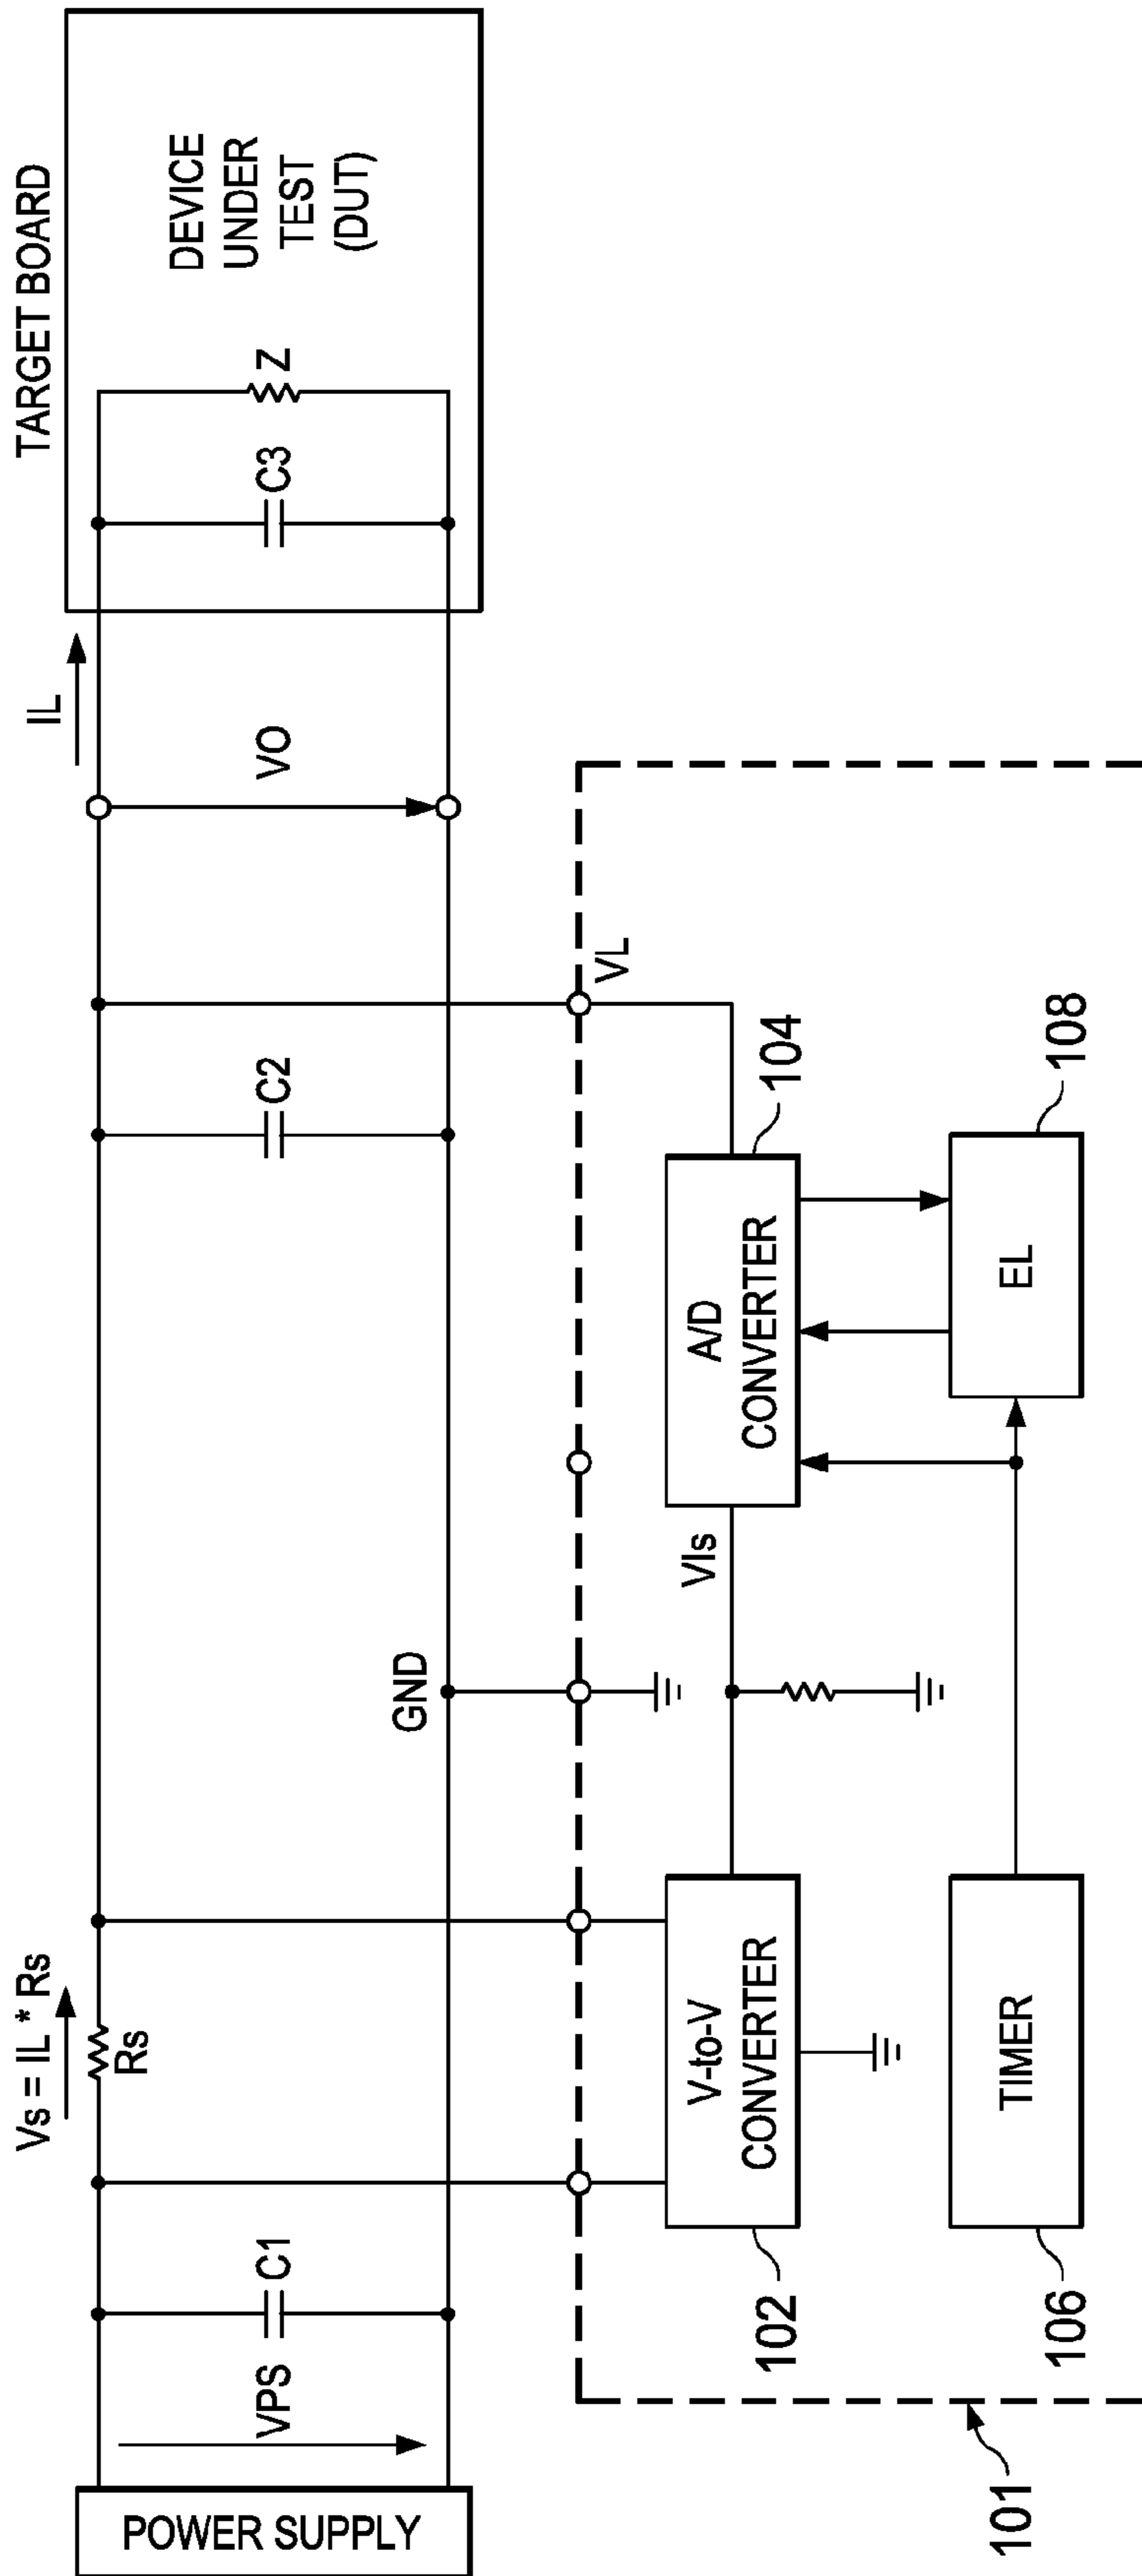 Vs = IL * Rs
Rs
IL
TARGET BOARD
POWER SUPPLY
VPS
C1
GND
C2
VO
C3
Z
DEVICE
UNDER
TEST
(DUT)
VL
101
102
V-to-V
CONVERTER
VIs
A/D
CONVERTER
104
106
TIMER
EL
108